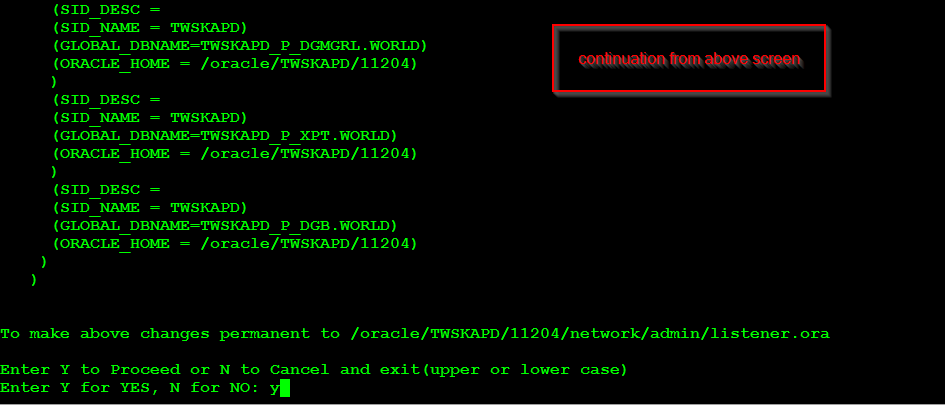 (SID_DESC =
(SID_NAME = TWSKAPD)
(GLOBAL_DBNAME=TWSKAPD_P_DGMGRL.WORLD)
(ORACLE_HOME = /oracle/TWSKAPD/11204)
)
(SID_DESC =
(SID_NAME = TWSKAPD)
(GLOBAL_DBNAME=TWSKAPD_P_XPT.WORLD)
(ORACLE_HOME = /oracle/TWSKAPD/11204)
)
(SID_DESC =
(SID_NAME = TWSKAPD)
(GLOBAL_DBNAME=TWSKAPD_P_DGB.WORLD)
(ORACLE_HOME = /oracle/TWSKAPD/11204)
)
)
continuation from above screen
To make above changes permanent to /oracle/TWSKAPD/11204/network/admin/listener.ora
Enter Y to Proceed or N to Cancel and exit(upper or lower case)
Enter Y for YES, N for NO: y